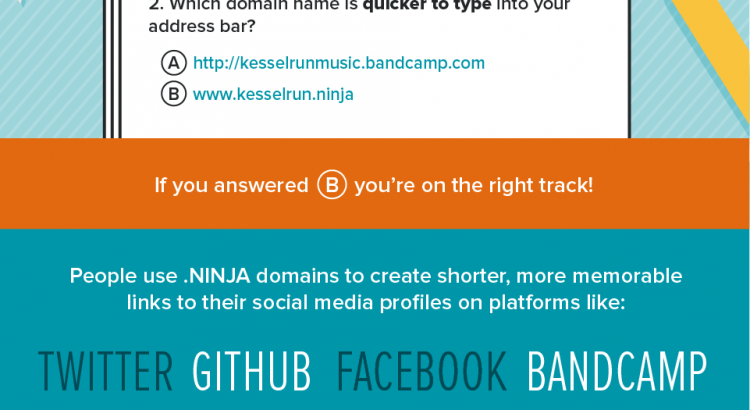 2. Which domain name is quicker to type into your
address bar?
A http://kesselrunmusic.bandcamp.com
B www.kesselrun.ninja
If you answered B you’re on the right track!
People use .NINJA domains to create shorter, more memorable
links to their social media profiles on platforms like:
TWITTER GITHUB FACEBOOK BANDCAMP